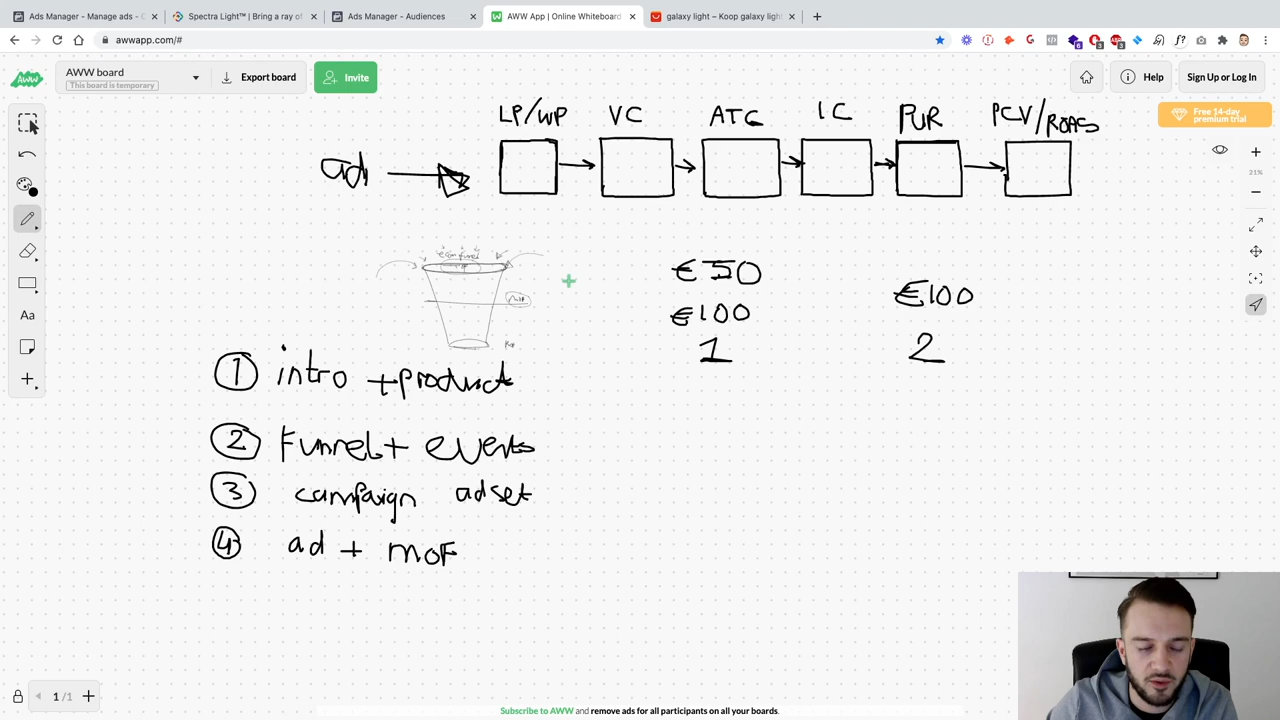 Ads Manager - Manage ads - C
Spectra Light™ | Bring a ray of
Ads Manager - Audiences
AWW App | Online Whiteboard
galaxy light – Koop galaxy light
awwapp.com/#
AWW
AWW board
This board is temporary
Export board
Invite
Help
Sign Up or Log In
Free 14-day
premium trial
21%
LP/WP VC ATC IC PUR PCV/ROAS
ad
€50
€100 €100
1 2
① intro + product
② Funnel + events
③ campaign adset
④ ad + MOF
Aa
1 /1
Subscribe to AWW and remove ads for all participants on all your boards.